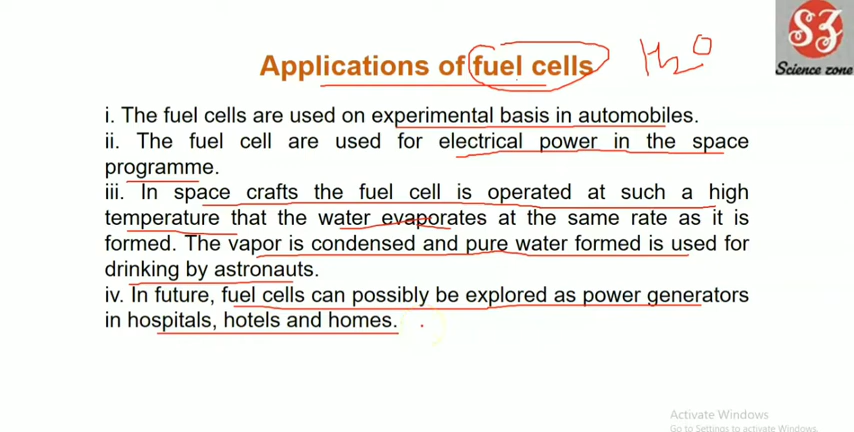 SZ
Science zone
Applications of fuel cells
H₂O
i. The fuel cells are used on experimental basis in automobiles.
ii. The fuel cell are used for electrical power in the space
programme.
iii. In space crafts the fuel cell is operated at such a high
temperature that the water evaporates at the same rate as it is
formed. The vapor is condensed and pure water formed is used for
drinking by astronauts.
iv. In future, fuel cells can possibly be explored as power generators
in hospitals, hotels and homes.
Activate Windows
Go to Settings to activate Windows.